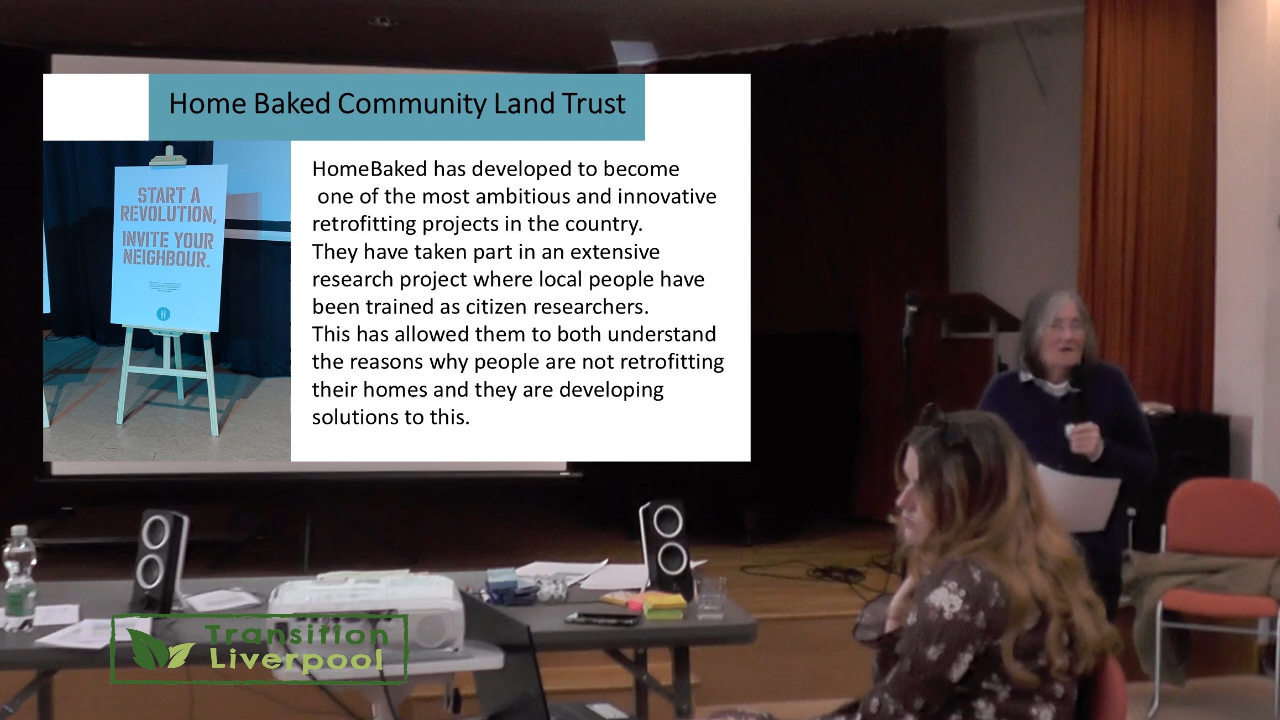 Home Baked Community Land Trust
START A
REVOLUTION,
INVITE YOUR
NEIGHBOUR.
HomeBaked has developed to become
one of the most ambitious and innovative
retrofitting projects in the country.
They have taken part in an extensive
research project where local people have
been trained as citizen researchers.
This has allowed them to both understand
the reasons why people are not retrofitting
their homes and they are developing
solutions to this.
Transition
Liverpool